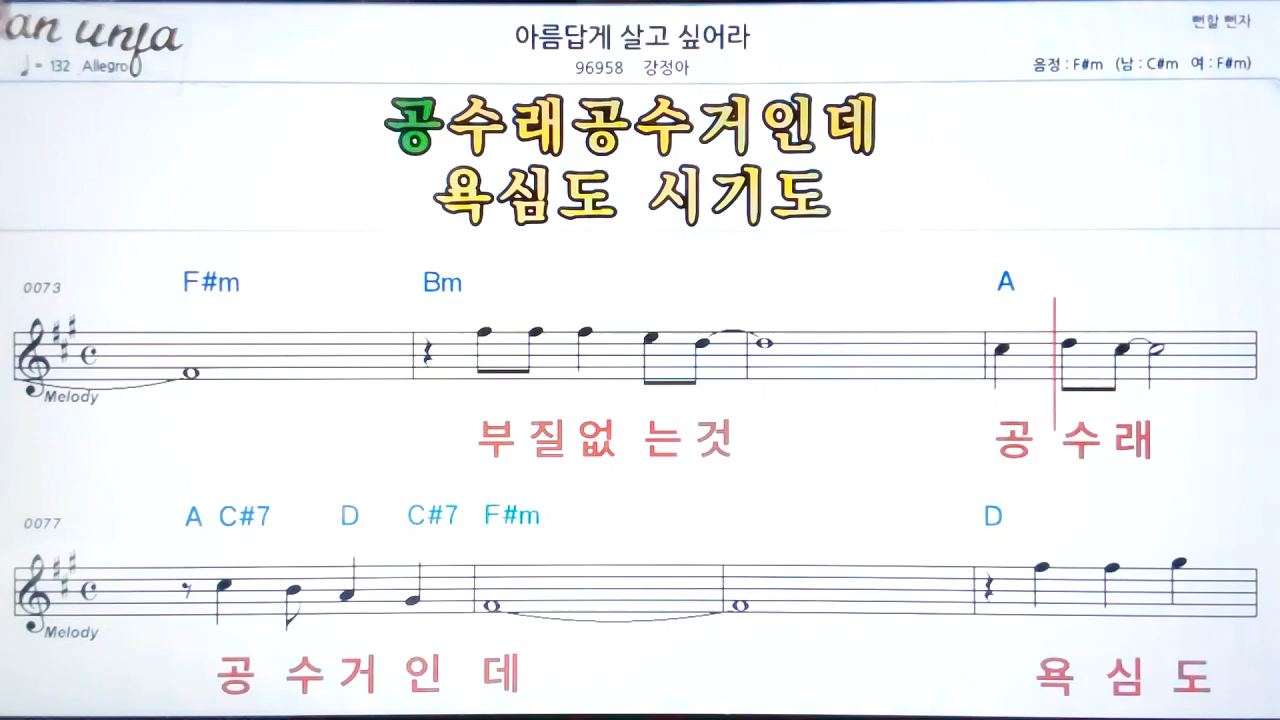 an unfa
뻔할 뻔자
아름답게 살고 싶어라
♩ = 132 Allegro
96958 강정아
음정 : F#m (남 : C#m 여 : F#m)
공수래공수거인데
욕심도 시기도
0073
F#m Bm A
Melody
부 질 없 는 것 공 수 래
0077
A C#7 D C#7 F#m D
Melody
공 수 거 인 데 욕 심 도